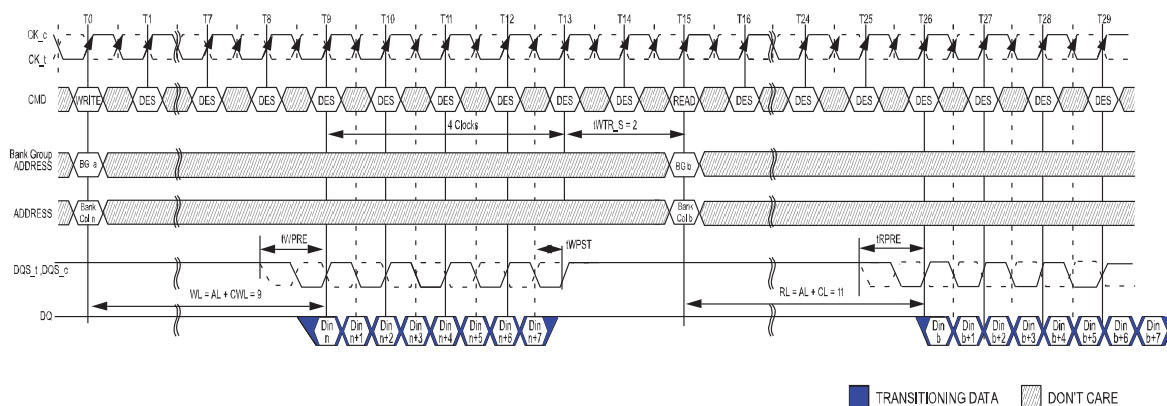 T0 T1 T7 T8 T9 T10 T11 T12 T13 T14 T15 T16 T24 T25 T26 T27 T28 T29
CK_c
CK_t
CMD WRITE DES DES DES DES DES DES DES DES DES READ DES DES DES DES DES DES DES
4 Clocks tWTR_S = 2
Bank Group
ADDRESS BG a BG b
ADDRESS Bank Col n Bank Col b
tWPRE tWPST tRPRE
DQS_t ,DQS_c
WL = AL + CWL = 9 RL = AL + CL = 11
DQ Din n Din n+1 Din n+2 Din n+3 Din n+4 Din n+5 Din n+6 Din n+7 Din b Din b+1 Din b+2 Din b+3 Din b+4 Din b+5 Din b+6 Din b+7
TRANSITIONING DATA DON'T CARE